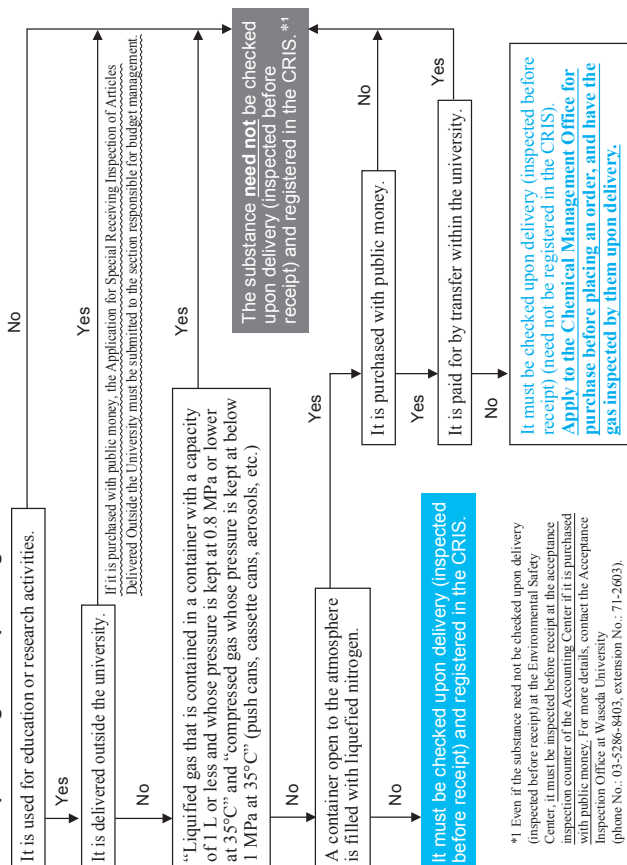 It is used for education or research activities.
No
Yes
It is delivered outside the university.
Yes
If it is purchased with public money, the Application for Special Receiving Inspection of Articles
Delivered Outside the University must be submitted to the section responsible for budget management.
No
“Liquified gas that is contained in a container with a capacity
of 1 L or less and whose pressure is kept at 0.8 MPa or lower
at 35°C” and “compressed gas whose pressure is kept at below
1 MPa at 35°C” (push cans, cassette cans, aerosols, etc.)
Yes
The substance need not be checked
upon delivery (inspected before
receipt) and registered in the CRIS. *1
No
A container open to the atmosphere
is filled with liquefied nitrogen.
Yes
It is purchased with public money.
No
Yes
It is paid for by transfer within the university.
Yes
No
No
It must be checked upon delivery (inspected
before receipt) and registered in the CRIS.
It must be checked upon delivery (inspected before
receipt) (need not be registered in the CRIS).
Apply to the Chemical Management Office for
purchase before placing an order, and have the
gas inspected by them upon delivery.
*1 Even if the substance need not be checked upon delivery
(inspected before receipt) at the Environmental Safety
Center, it must be inspected before receipt at the acceptance
inspection counter of the Accounting Center if it is purchased
with public money. For more details, contact the Acceptance
Inspection Office at Waseda University
(phone No.: 03-5286-8403, extension No.: 71-2603).